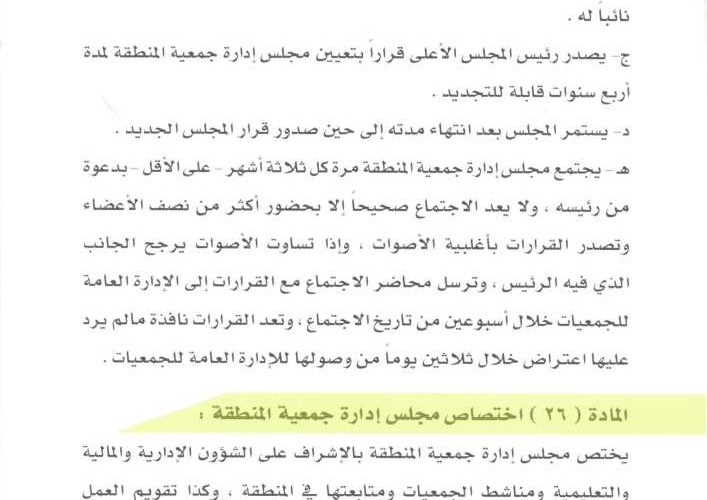 نائباً له .
ج- يصدر رئيس المجلس الأعلى قراراً بتعيين مجلس إدارة جمعية المنطقة لمدة
أربع سنوات قابلة للتجديد .
د- يستمر المجلس بعد انتهاء مدته إلى حين صدور قرار المجلس الجديد .
هـ- يجتمع مجلس إدارة جمعية المنطقة مرة كل ثلاثة أشهر - على الأقل - بدعوة
من رئيسه ، ولا يعد الاجتماع صحيحاً إلا بحضور أكثر من نصف الأعضاء
وتصدر القرارات بأغلبية الأصوات ، وإذا تساوت الأصوات يرجح الجانب
الذي فيه الرئيس ، وترسل محاضر الاجتماع مع القرارات إلى الإدارة العامة
للجمعيات خلال أسبوعين من تاريخ الاجتماع ، وتعد القرارات نافذة مالم يرد
عليها اعتراض خلال ثلاثين يوماً من وصولها للإدارة العامة للجمعيات .
المادة ( ٢٦ ) اختصاص مجلس إدارة جمعية المنطقة :
يختص مجلس إدارة جمعية المنطقة بالإشراف على الشؤون الإدارية والمالية
والتعليمية ومناشط الجمعيات ومتابعتها في المنطقة ، وكذا تقويم العمل